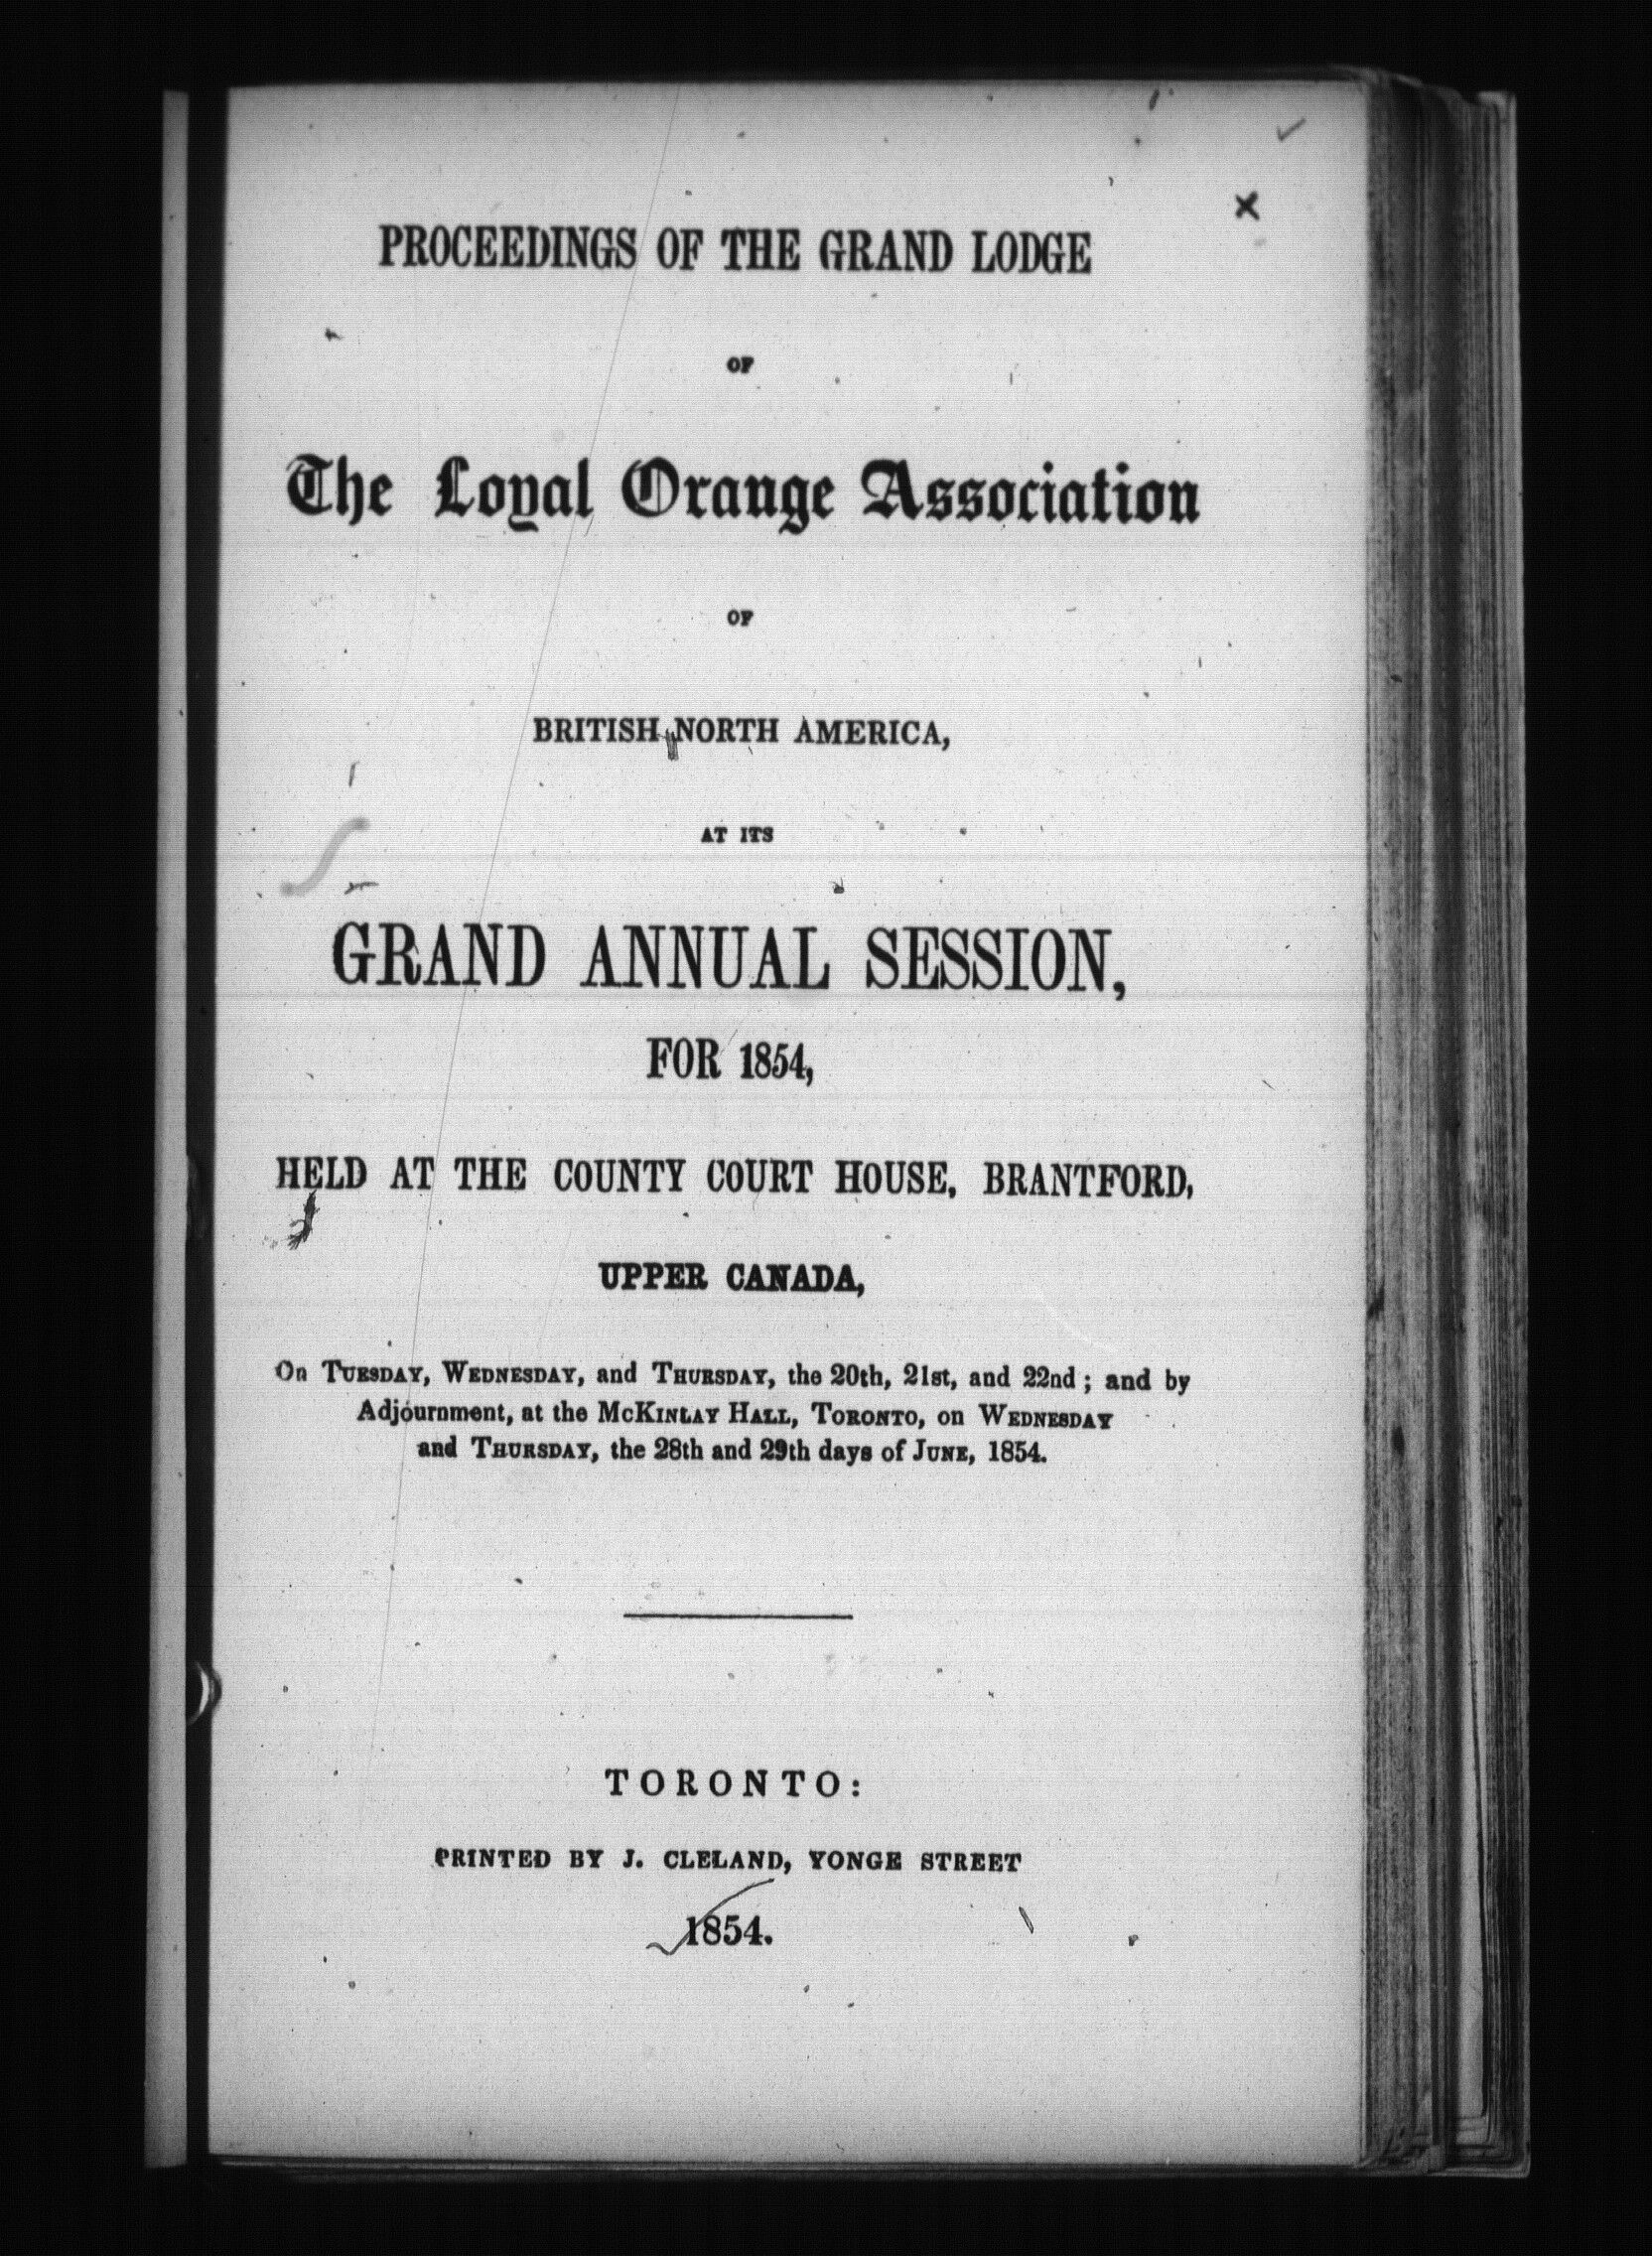 PROCEEDINGS OF THE GRAND LODGE
OF
The Loyal Orange Association
OF
BRITISH NORTH AMERICA,
AT ITS
GRAND ANNUAL SESSION,
FOR 1854,
HELD AT THE COUNTY COURT HOUSE, BRANTFORD,
UPPER CANADA,
On TUESDAY, WEDNESDAY, and THURSDAY, the 20th, 21st, and 22nd; and by
Adjournment, at the MCKINLAY HALL, TORONTO, on WEDNESDAY
and THURSDAY, the 28th and 29th days of JUNE, 1854.
TORONTO:
PRINTED BY J. CLELAND, YONGE STREET
1854.